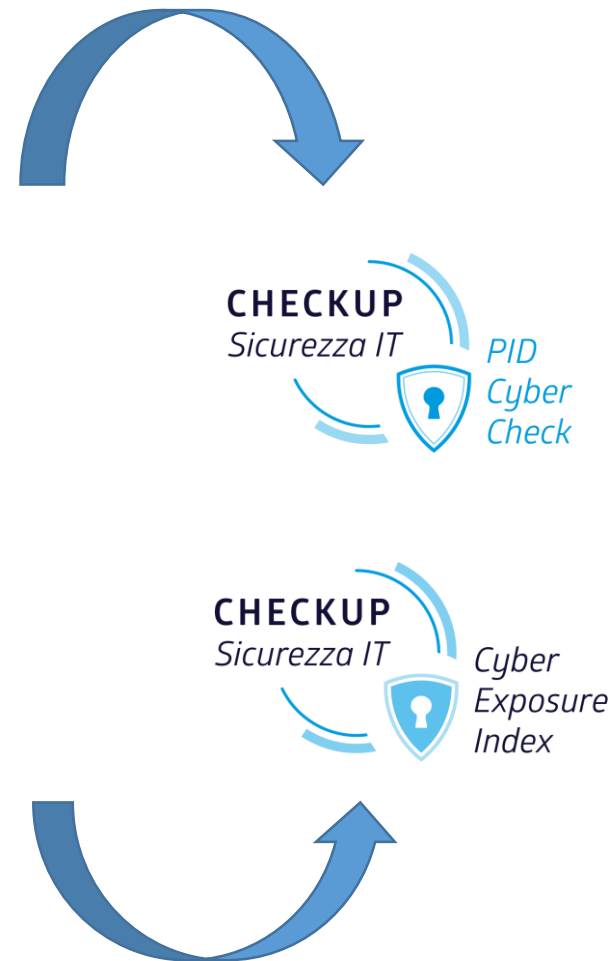 CHECKUP
Sicurezza IT
PID
Cyber
Check
CHECKUP
Sicurezza IT
Cyber
Exposure
Index